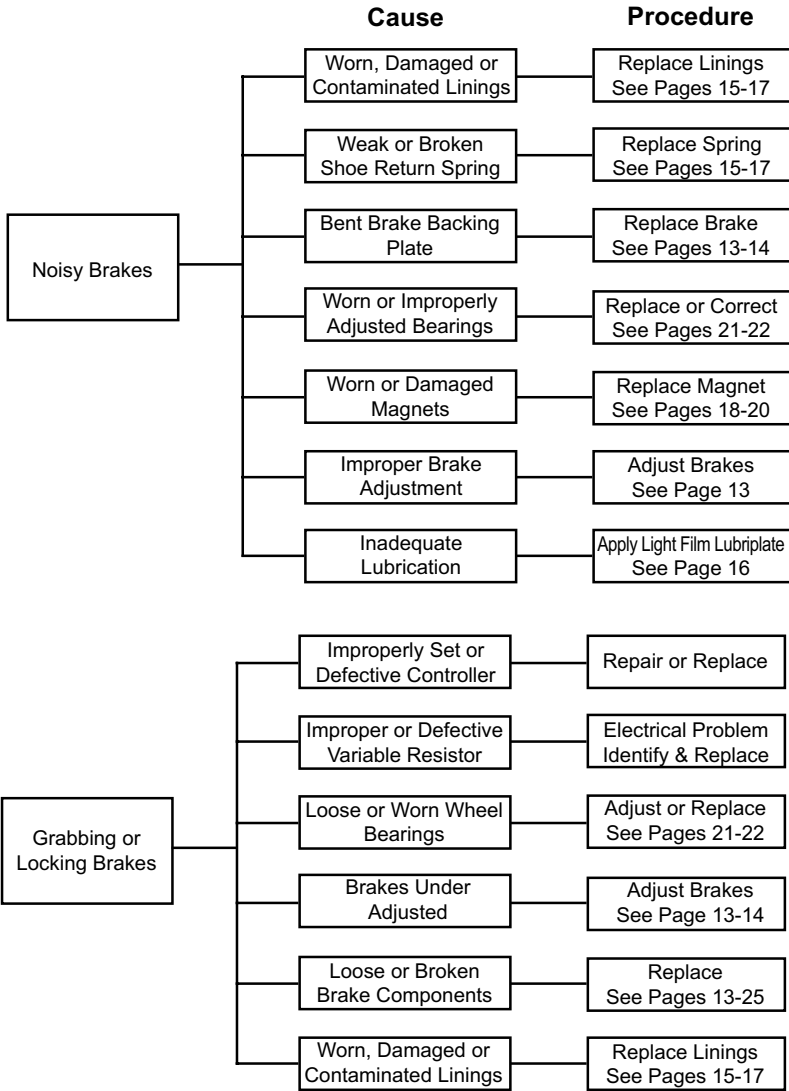 Cause
Procedure
Noisy Brakes
Worn, Damaged or
Contaminated Linings
Replace Linings
See Pages 15-17
Weak or Broken
Shoe Return Spring
Replace Spring
See Pages 15-17
Bent Brake Backing
Plate
Replace Brake
See Pages 13-14
Worn or Improperly
Adjusted Bearings
Replace or Correct
See Pages 21-22
Worn or Damaged
Magnets
Replace Magnet
See Pages 18-20
Improper Brake
Adjustment
Adjust Brakes
See Page 13
Inadequate
Lubrication
Apply Light Film Lubriplate
See Page 16
Grabbing or
Locking Brakes
Improperly Set or
Defective Controller
Repair or Replace
Improper or Defective
Variable Resistor
Electrical Problem
Identify & Replace
Loose or Worn Wheel
Bearings
Adjust or Replace
See Pages 21-22
Brakes Under
Adjusted
Adjust Brakes
See Page 13-14
Loose or Broken
Brake Components
Replace
See Pages 13-25
Worn, Damaged or
Contaminated Linings
Replace Linings
See Pages 15-17